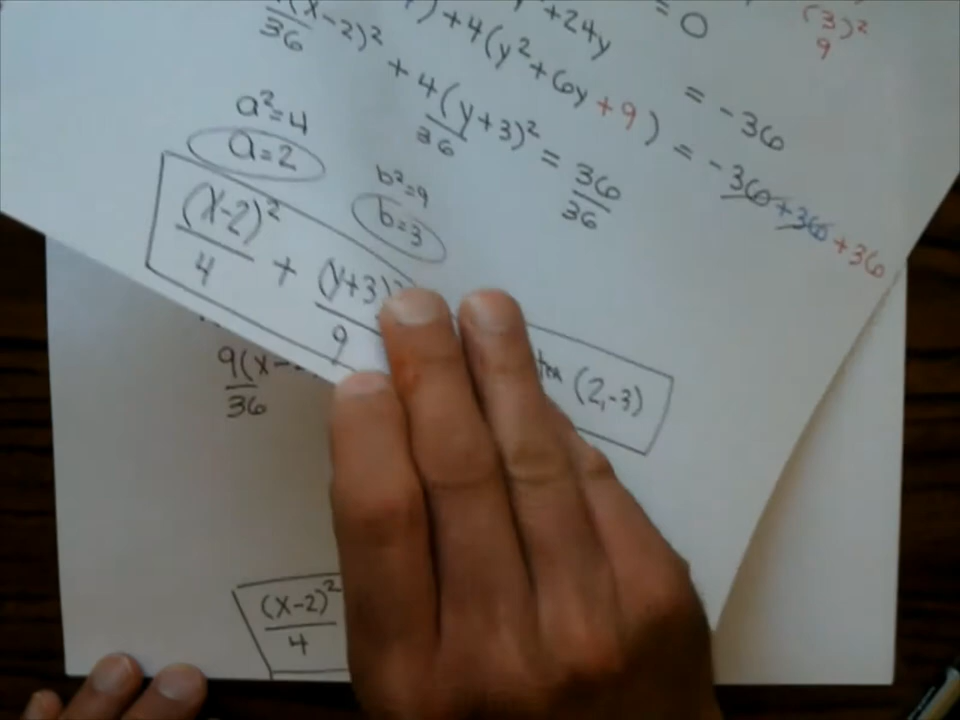 +24y = 0
(3)²
9
+ 4(y²+6y+9) = -36
(x-2)² + 4(y+3)² = 36
36 36 36
= -36+36+36
a²=4
a=2
b²=9
b=3
(x-2)² + (y+3)
4 9
(2,-3)
9(x-
36
(x-2)²
4